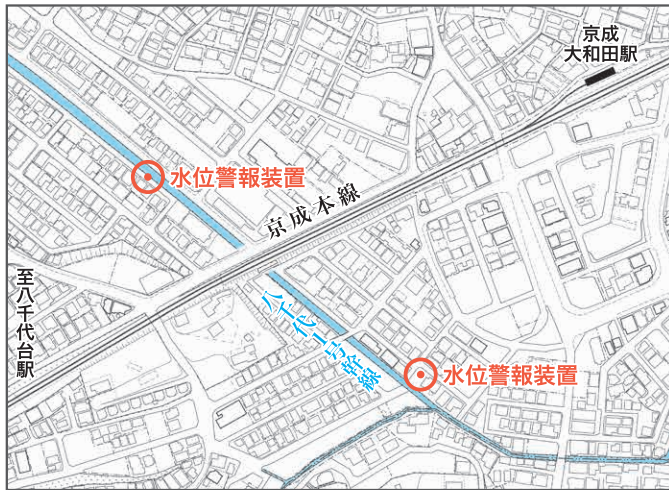 京成
大和田駅
水位警報装置
京成本線
至八千代台駅
八千代1号幹線
水位警報装置